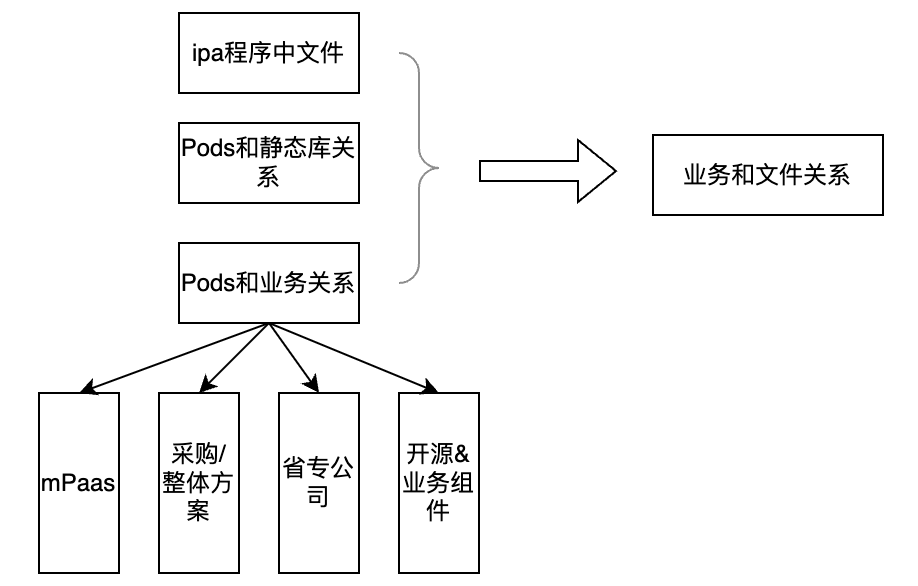 ipa程序中文件
Pods和静态库关
系
业务和文件关系
Pods和业务关系
mPaas
采购/
整体方
案
省专公
司
开源&
业务组
件